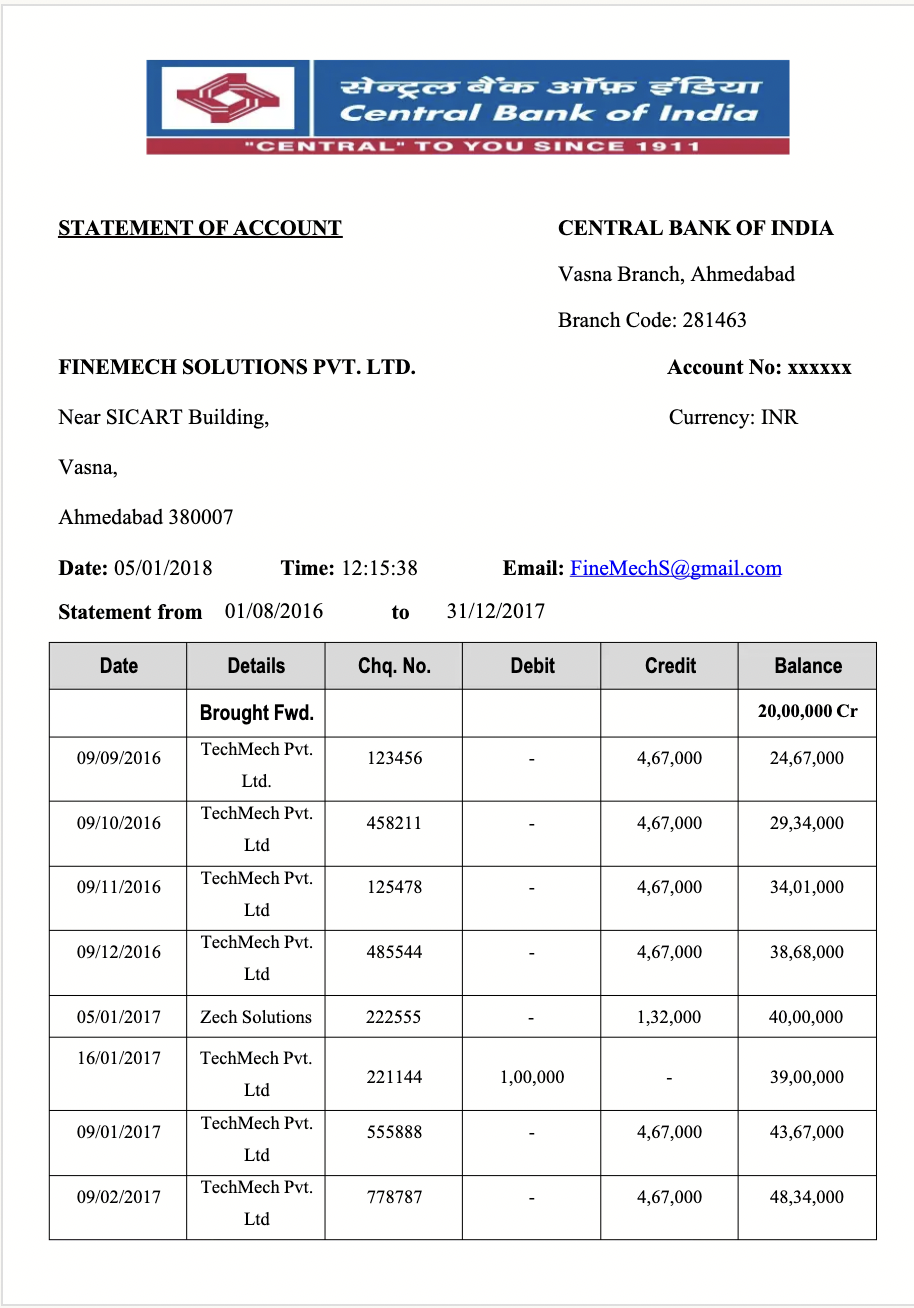 सेन्ट्रल बैंक ऑफ़ इंडिया
Central Bank of India
"CENTRAL" TO YOU SINCE 1911
STATEMENT OF ACCOUNT CENTRAL BANK OF INDIA
Vasna Branch, Ahmedabad
Branch Code: 281463
FINEMECH SOLUTIONS PVT. LTD. Account No: xxxxxx
Near SICART Building, Currency: INR
Vasna,
Ahmedabad 380007
Date: 05/01/2018 Time: 12:15:38 Email: FineMechS@gmail.com
Statement from 01/08/2016 to 31/12/2017
Date Details Chq. No. Debit Credit Balance
Brought Fwd. 20,00,000 Cr
09/09/2016 TechMech Pvt. Ltd. 123456 - 4,67,000 24,67,000
09/10/2016 TechMech Pvt. Ltd 458211 - 4,67,000 29,34,000
09/11/2016 TechMech Pvt. Ltd 125478 - 4,67,000 34,01,000
09/12/2016 TechMech Pvt. Ltd 485544 - 4,67,000 38,68,000
05/01/2017 Zech Solutions 222555 - 1,32,000 40,00,000
16/01/2017 TechMech Pvt. Ltd 221144 1,00,000 - 39,00,000
09/01/2017 TechMech Pvt. Ltd 555888 - 4,67,000 43,67,000
09/02/2017 TechMech Pvt. Ltd 778787 - 4,67,000 48,34,000